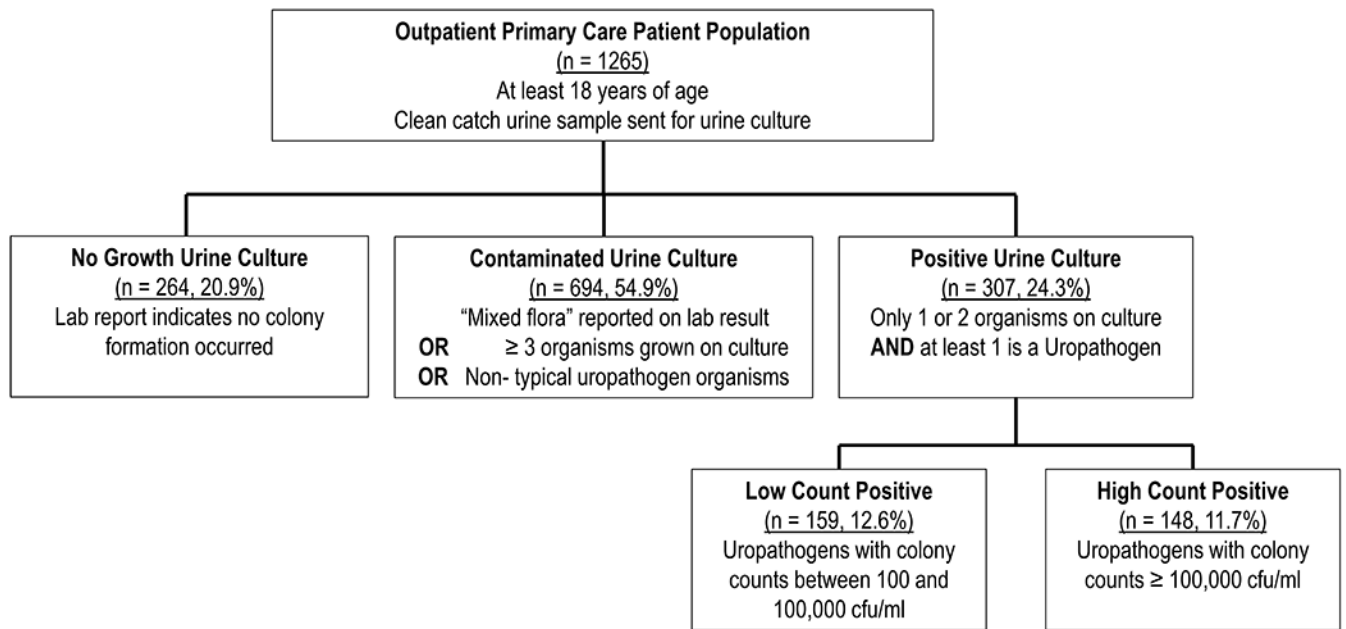 Outpatient Primary Care Patient Population
(n = 1265)
At least 18 years of age
Clean catch urine sample sent for urine culture
No Growth Urine Culture
(n = 264, 20.9%)
Lab report indicates no colony
formation occurred
Contaminated Urine Culture
(n = 694, 54.9%)
“Mixed flora” reported on lab result
OR ≥ 3 organisms grown on culture
OR Non- typical uropathogen organisms
Positive Urine Culture
(n = 307, 24.3%)
Only 1 or 2 organisms on culture
AND at least 1 is a Uropathogen
Low Count Positive
(n = 159, 12.6%)
Uropathogens with colony
counts between 100 and
100,000 cfu/ml
High Count Positive
(n = 148, 11.7%)
Uropathogens with colony
counts ≥ 100,000 cfu/ml